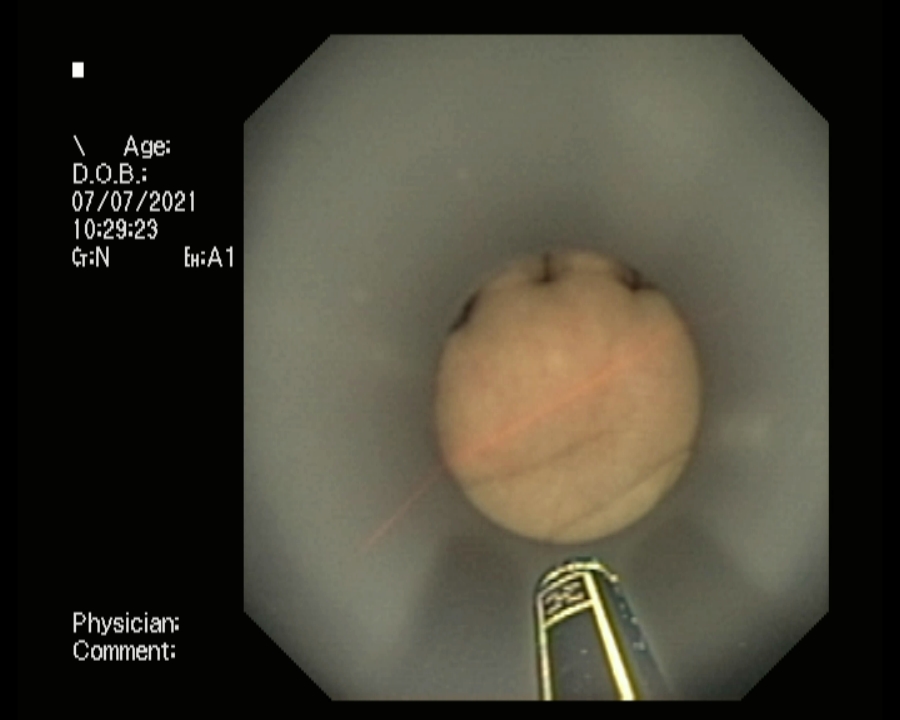 \ Age:
D.O.B.:
07/07/2021
10:29:23
Cr:N EH:A1
Physician:
Comment: